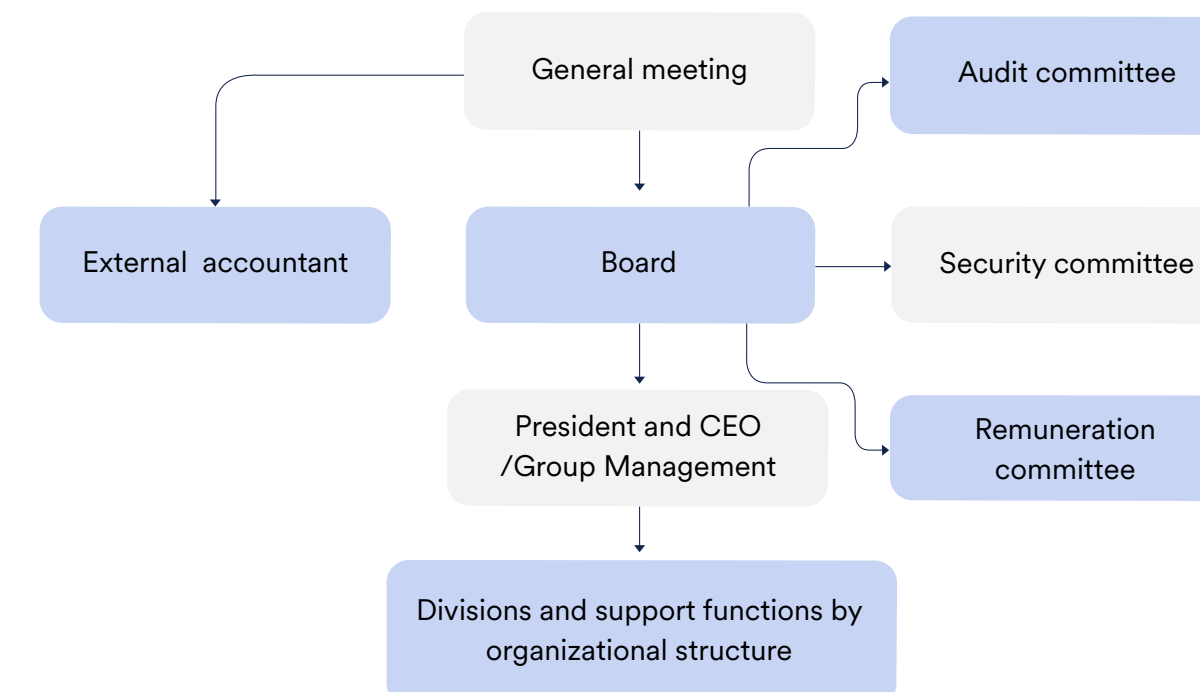 General meeting
Audit committee
External accountant
Board
Security committee
President and CEO
/Group Management
Remuneration
committee
Divisions and support functions by
organizational structure